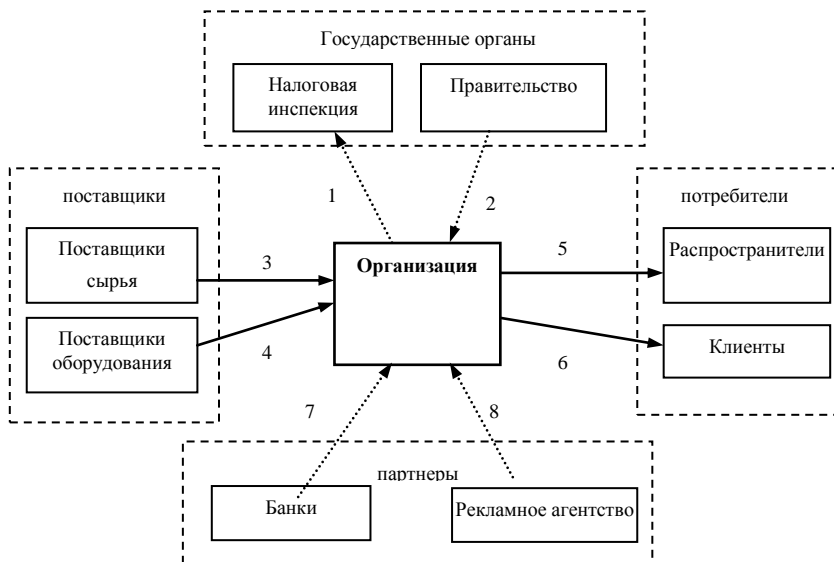 Государственные органы
Налоговая
инспекция
Правительство
1
2
поставщики
потребители
Поставщики
сырья
3
Организация
5
Распространители
Поставщики
оборудования
4
6
Клиенты
7
8
партнеры
Банки
Рекламное агентство